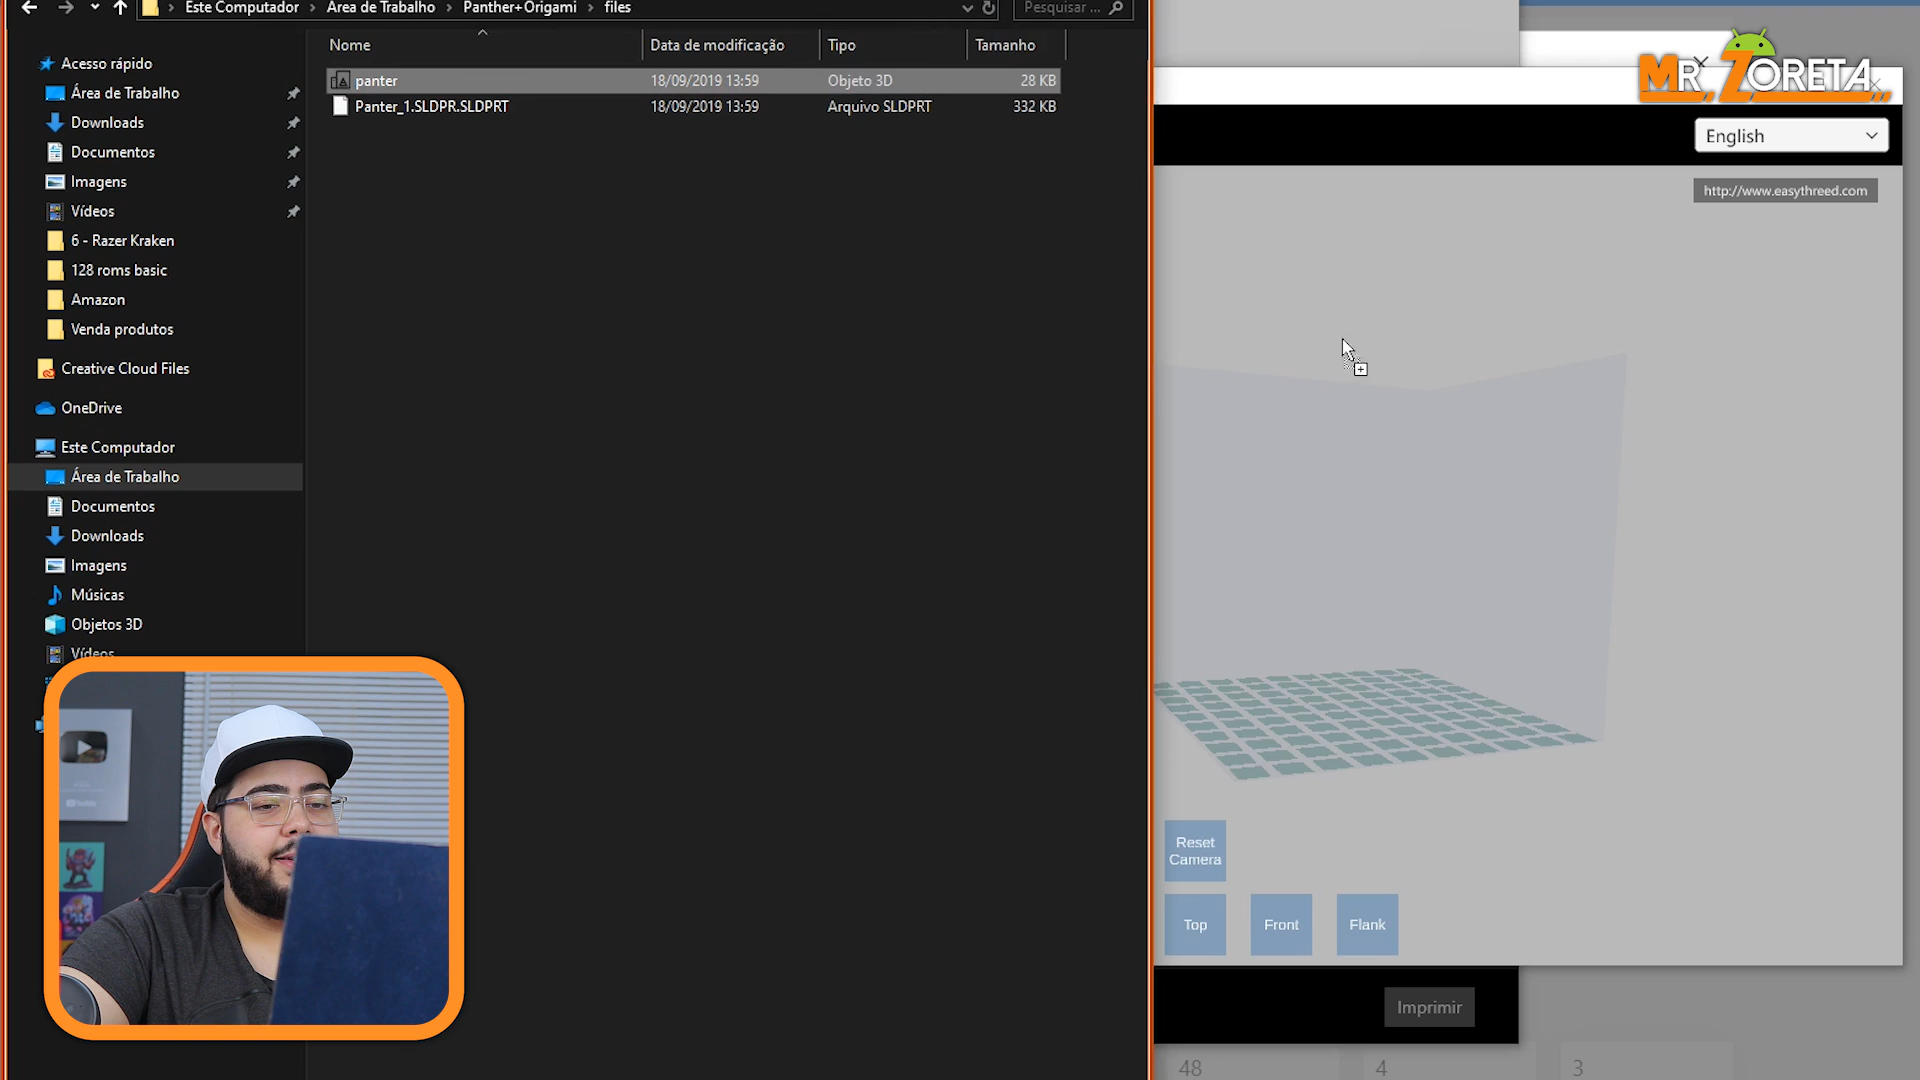 Este Computador > Área de Trabalho > Panther+Origami > files
Pesquisar ...
Nome Data de modificação Tipo Tamanho
panter 18/09/2019 13:59 Objeto 3D 28 KB
Panter_1.SLDPR.SLDPRT 18/09/2019 13:59 Arquivo SLDPRT 332 KB
Acesso rápido
Área de Trabalho
Downloads
Documentos
Imagens
Vídeos
6 - Razer Kraken
128 roms basic
Amazon
Venda produtos
Creative Cloud Files
OneDrive
Este Computador
Área de Trabalho
Documentos
Downloads
Imagens
Músicas
Objetos 3D
Vídeos
MR. ZORETA
English
http://www.easythreed.com
Reset
Camera
Top Front Flank
Imprimir
48 4 3
YouTube